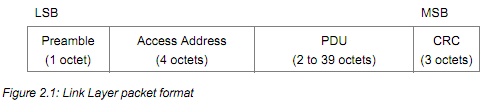 LSB MSB
Preamble Access Address PDU CRC
(1 octet) (4 octets) (2 to 39 octets) (3 octets)
Figure 2.1: Link Layer packet format